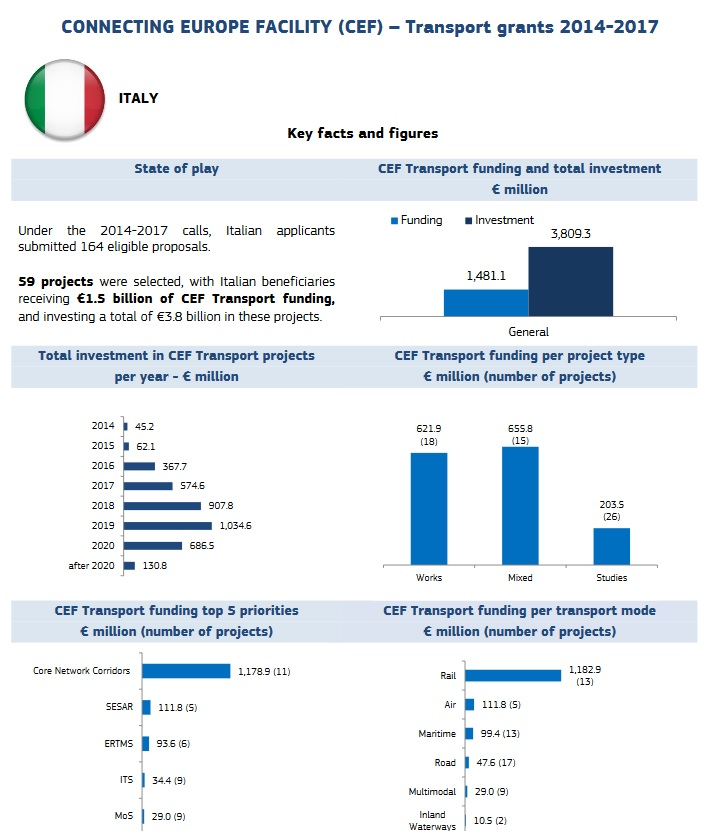 CONNECTING EUROPE FACILITY (CEF) – Transport grants 2014-2017
ITALY
Key facts and figures
State of play
Under the 2014-2017 calls, Italian applicants
submitted 164 eligible proposals.
59 projects were selected, with Italian beneficiaries
receiving €1.5 billion of CEF Transport funding,
and investing a total of €3.8 billion in these projects.
CEF Transport funding and total investment
€ million
Funding Investment
3,809.3
1,481.1
General
Total investment in CEF Transport projects
per year - € million
2014 45.2
2015 62.1
2016 367.7
2017 574.6
2018 907.8
2019 1,034.6
2020 686.5
after 2020 130.8
CEF Transport funding per project type
€ million (number of projects)
621.9 655.8
(18) (15)
203.5
(26)
Works Mixed Studies
CEF Transport funding top 5 priorities
€ million (number of projects)
Core Network Corridors 1,178.9 (11)
SESAR 111.8 (5)
ERTMS 93.6 (6)
ITS 34.4 (9)
MoS 29.0 (9)
CEF Transport funding per transport mode
€ million (number of projects)
Rail 1,182.9
(13)
Air 111.8 (5)
Maritime 99.4 (13)
Road 47.6 (17)
Multimodal 29.0 (9)
Inland
Waterways 10.5 (2)